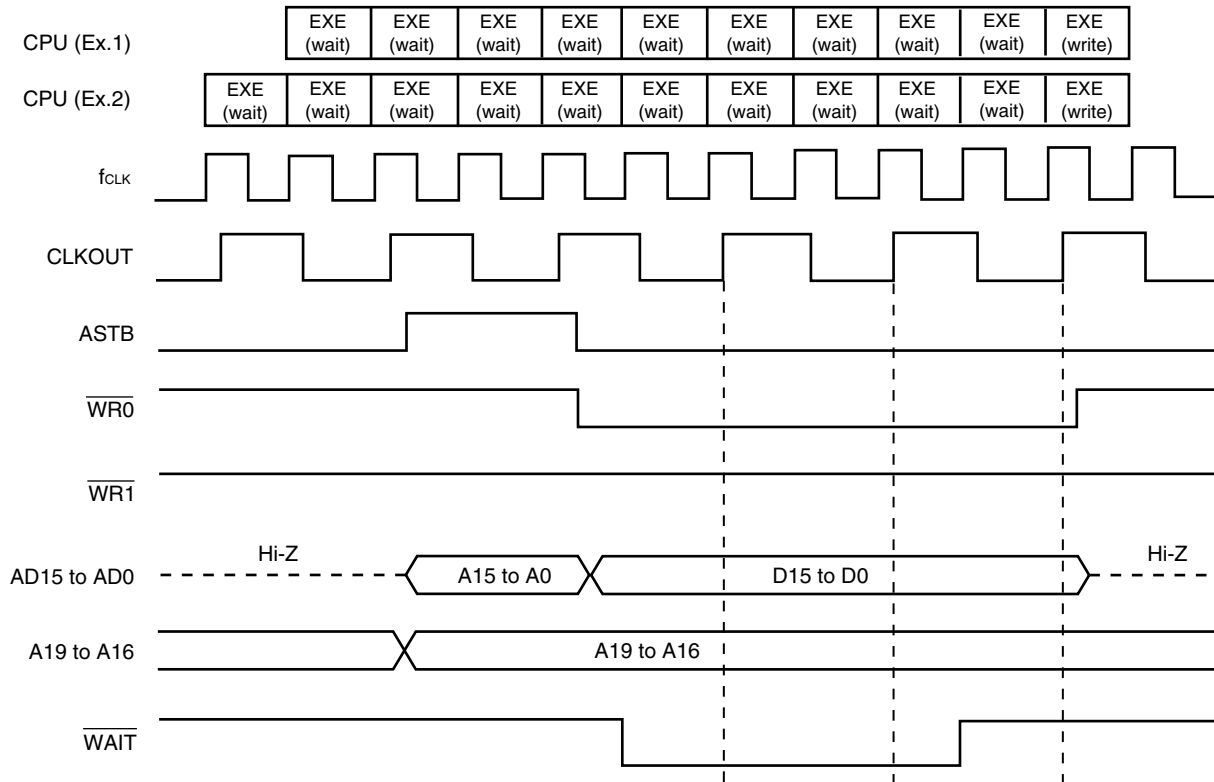 CPU (Ex.1) EXE (wait) EXE (wait) EXE (wait) EXE (wait) EXE (wait) EXE (wait) EXE (wait) EXE (wait) EXE (wait) EXE (write)
CPU (Ex.2) EXE (wait) EXE (wait) EXE (wait) EXE (wait) EXE (wait) EXE (wait) EXE (wait) EXE (wait) EXE (wait) EXE (wait) EXE (write)
fCLK
CLKOUT
ASTB
WR0
WR1
AD15 to AD0 Hi-Z A15 to A0 D15 to D0 Hi-Z
A19 to A16 A19 to A16
WAIT